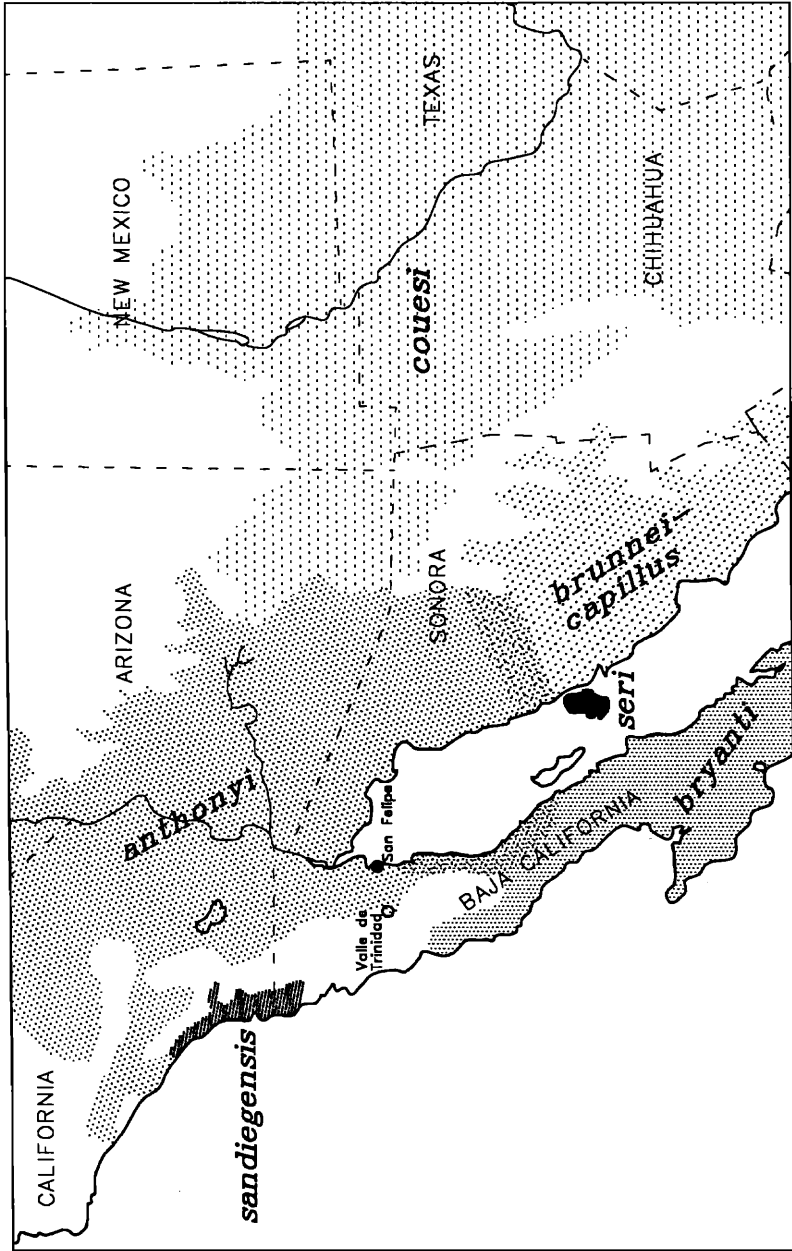 CALIFORNIA
ARIZONA
NEW MEXICO
TEXAS
SONORA
CHIHUAHUA
BAJA CALIFORNIA
sandiegensis
anthonyi
couesi
brunnei-
capillus
seri
bryanti
San Felipe
Valle de
Trinidad